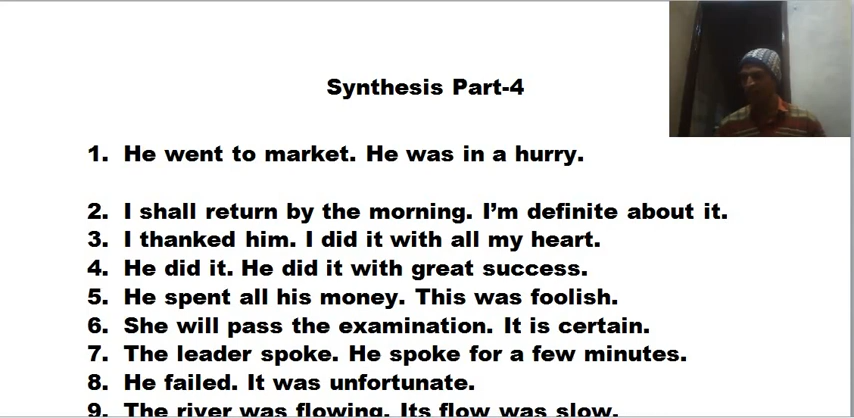 Synthesis Part-4
1. He went to market. He was in a hurry.
2. I shall return by the morning. I’m definite about it.
3. I thanked him. I did it with all my heart.
4. He did it. He did it with great success.
5. He spent all his money. This was foolish.
6. She will pass the examination. It is certain.
7. The leader spoke. He spoke for a few minutes.
8. He failed. It was unfortunate.
9. The river was flowing. Its flow was slow.